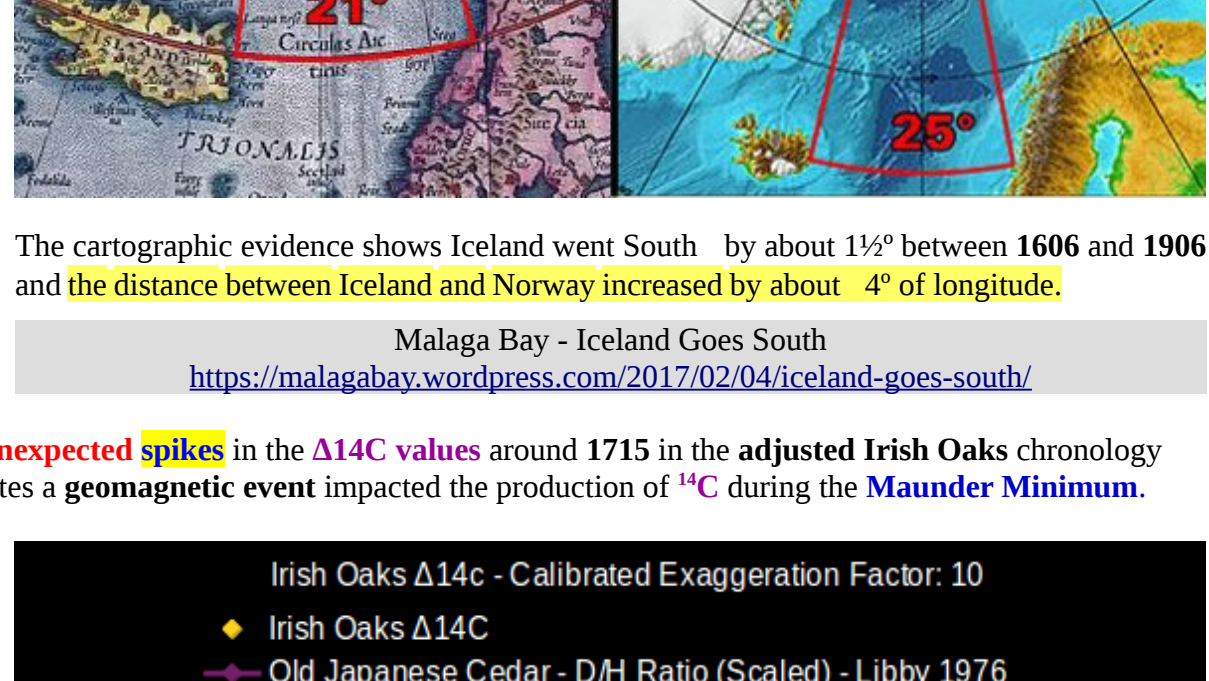 21°
Circulus Arc
ticus
ISLAND
25°
TRIONALIS
The cartographic evidence shows Iceland went South by about 1½º between 1606 and 1906
and the distance between Iceland and Norway increased by about 4º of longitude.
Malaga Bay - Iceland Goes South
https://malagabay.wordpress.com/2017/02/04/iceland-goes-south/
nexpected spikes in the Δ14C values around 1715 in the adjusted Irish Oaks chronology
tes a geomagnetic event impacted the production of ¹⁴C during the Maunder Minimum.
Irish Oaks Δ14c - Calibrated Exaggeration Factor: 10
Irish Oaks Δ14C
Old Japanese Cedar - D/H Ratio (Scaled) - Libby 1976